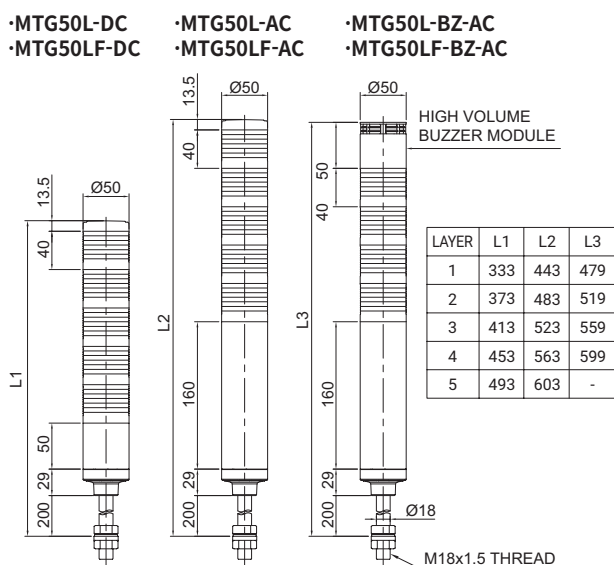 ·MTG50L-DC
·MTG50LF-DC
·MTG50L-AC
·MTG50LF-AC
·MTG50L-BZ-AC
·MTG50LF-BZ-AC
Ø50
13.5
40
L1
50
29
200
Ø50
13.5
40
L2
160
29
200
Ø50
HIGH VOLUME
BUZZER MODULE
50
40
L3
160
29
200
Ø18
M18x1.5 THREAD
LAYER L1 L2 L3
1 333 443 479
2 373 483 519
3 413 523 559
4 453 563 599
5 493 603 -